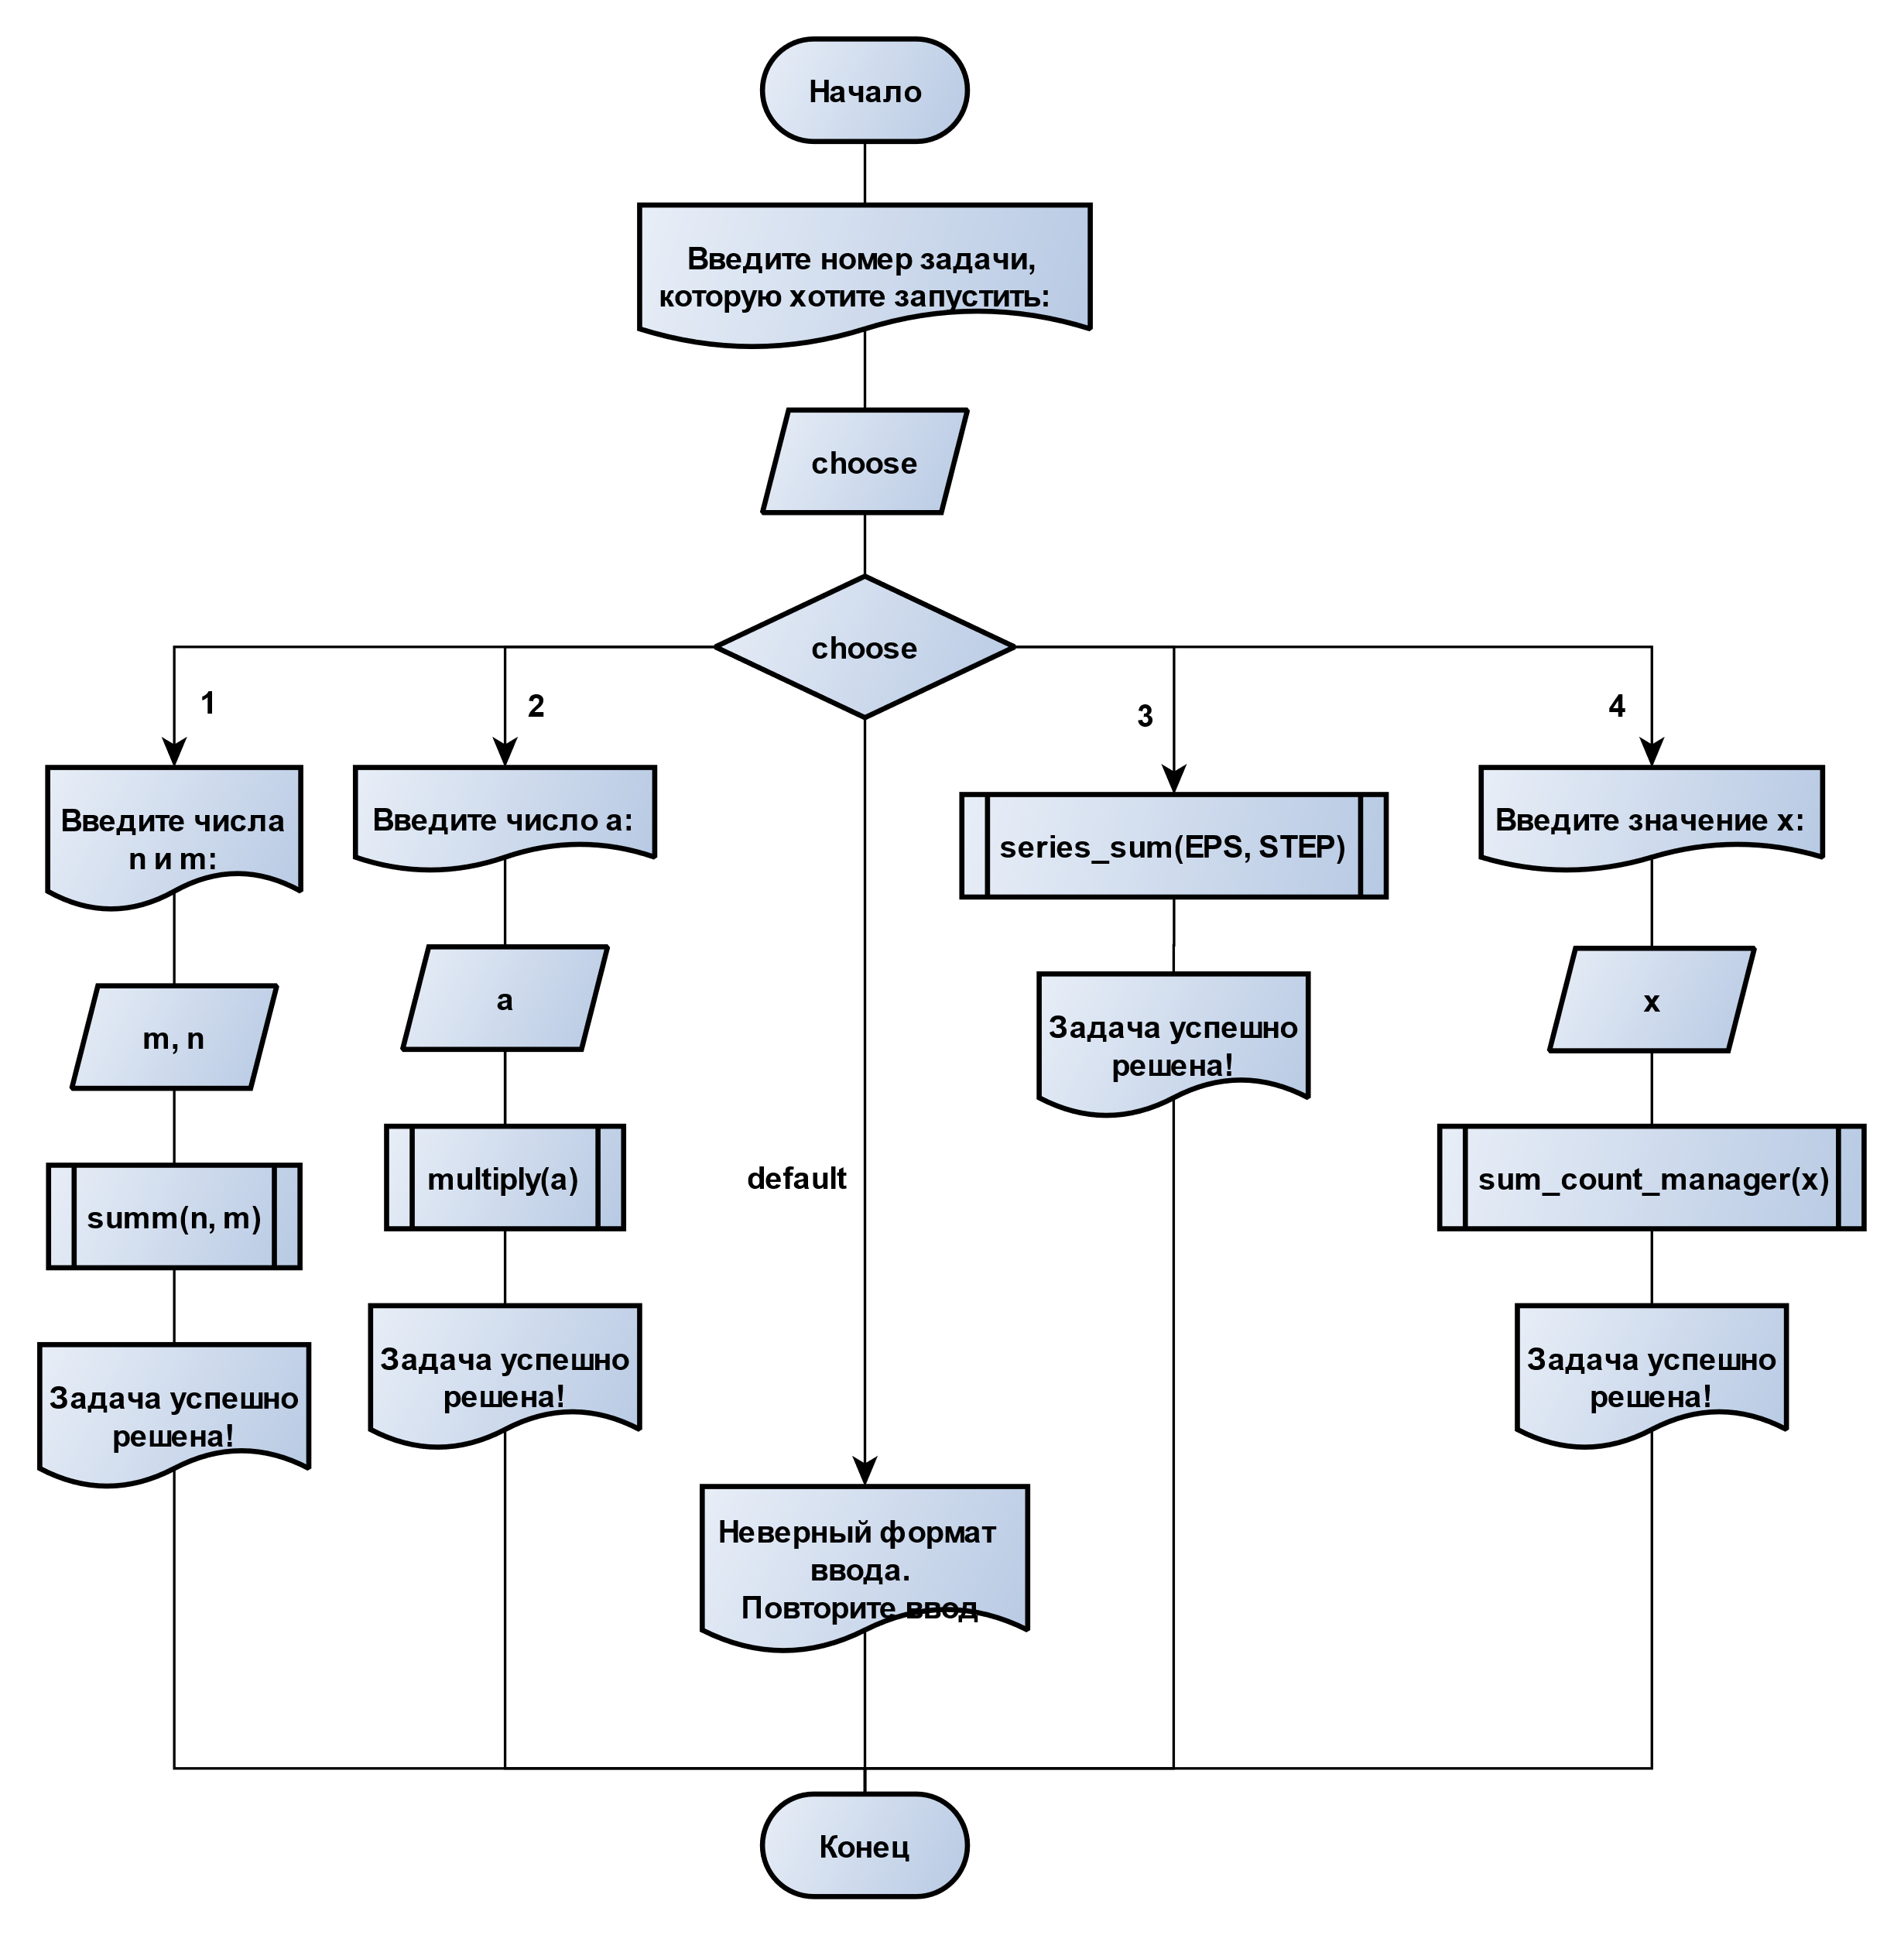 Начало
Введите номер задачи,
которую хотите запустить:
choose
choose
1
2
3
4
Введите числа
n и m:
m, n
summ(n, m)
Задача успешно
решена!
Введите число a:
a
multiply(a)
Задача успешно
решена!
default
Неверный формат
ввода.
Повторите ввод
series_sum(EPS, STEP)
Задача успешно
решена!
Введите значение x:
x
sum_count_manager(x)
Задача успешно
решена!
Конец